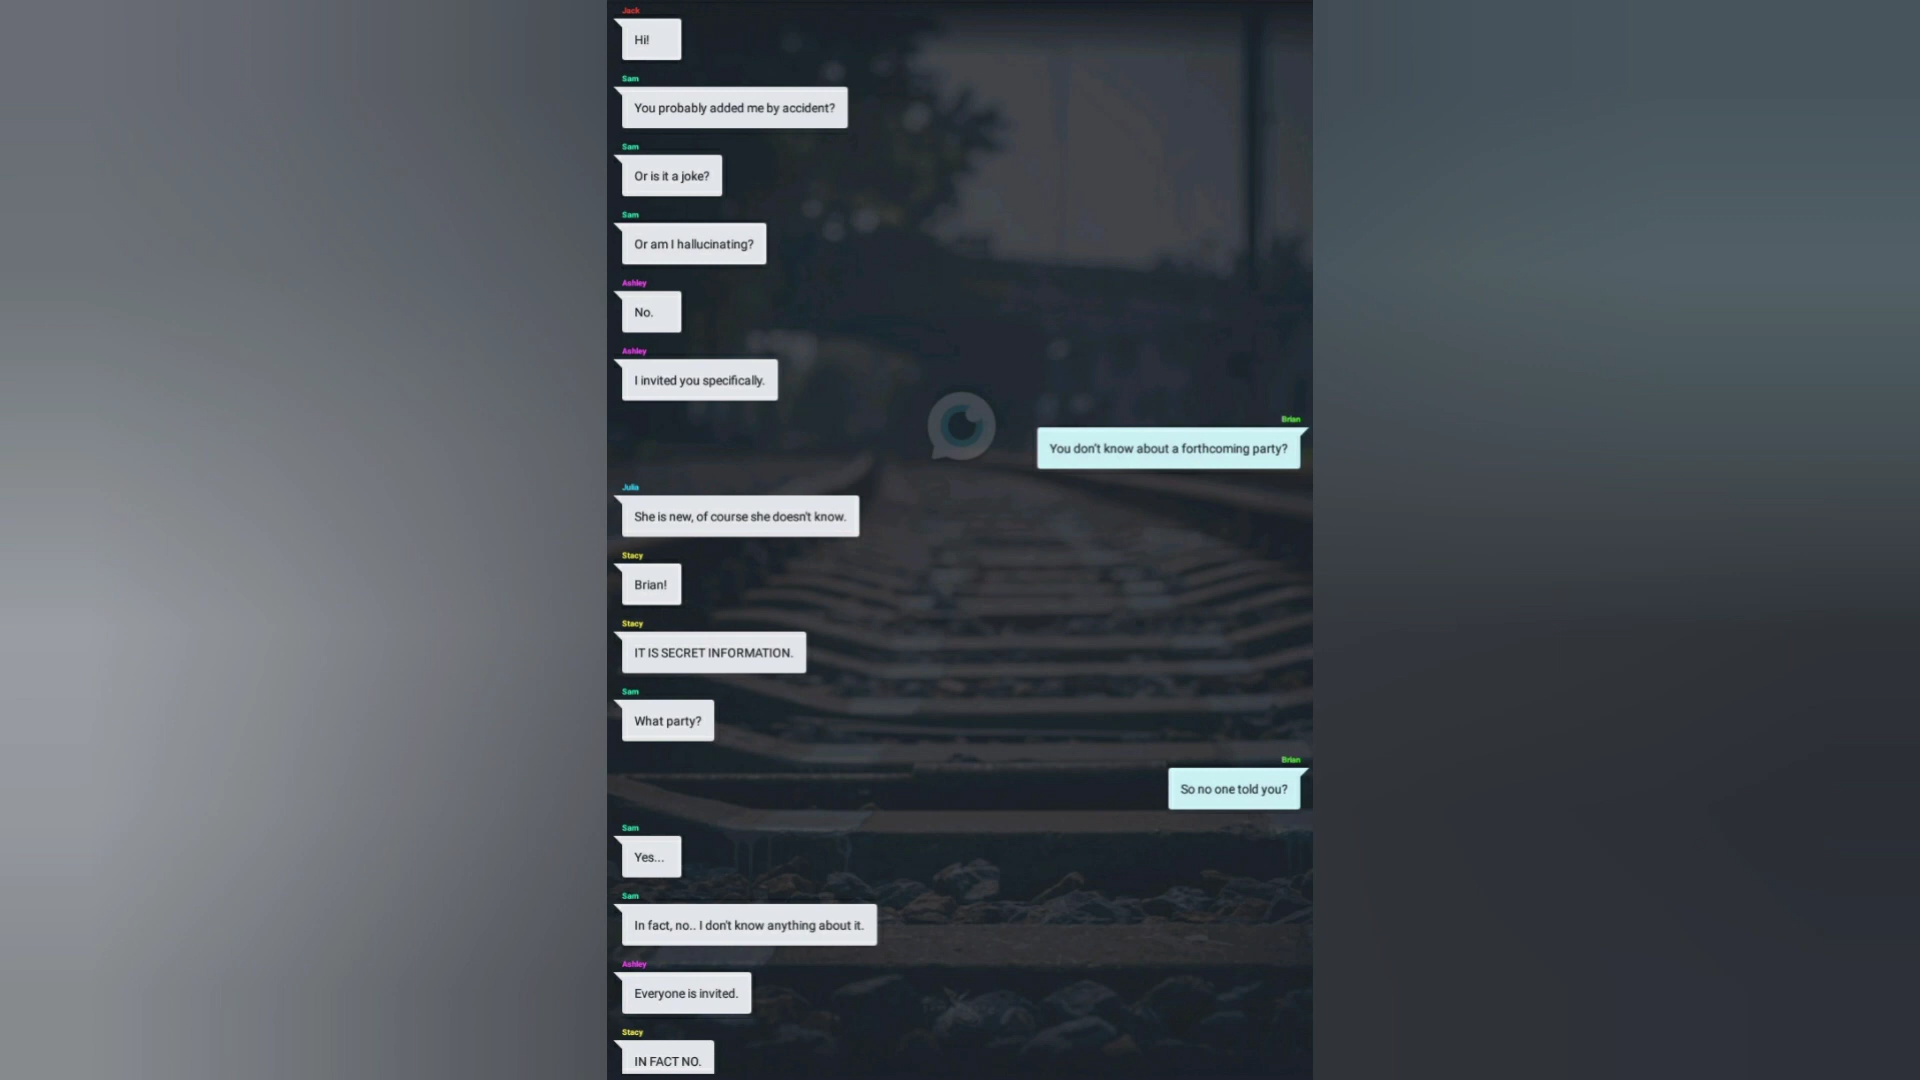 Jack
Hi!
Sam
You probably added me by accident?
Sam
Or is it a joke?
Sam
Or am I hallucinating?
Ashley
No.
Ashley
I invited you specifically.
Brian
You don't know about a forthcoming party?
Julia
She is new, of course she doesn't know.
Stacy
Brian!
Stacy
IT IS SECRET INFORMATION.
Sam
What party?
Brian
So no one told you?
Sam
Yes...
Sam
In fact, no.. I don't know anything about it.
Ashley
Everyone is invited.
Stacy
IN FACT NO.